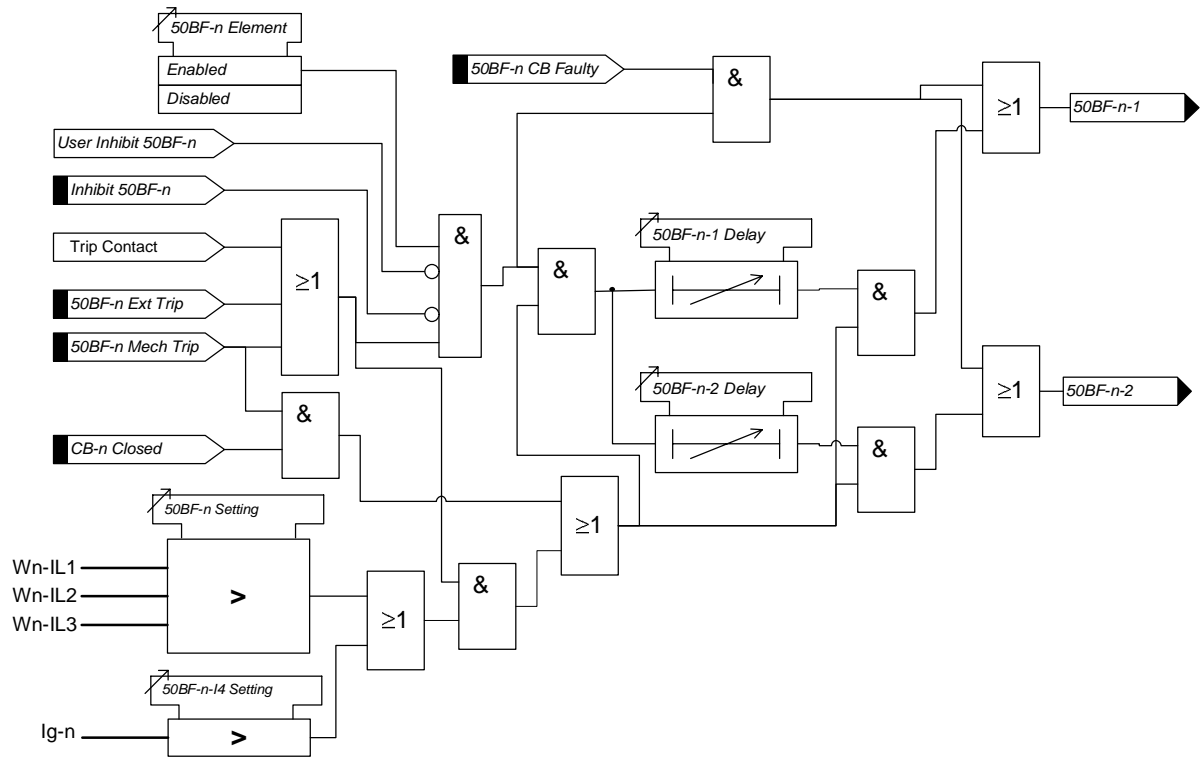 50BF-n Element
Enabled
Disabled
50BF-n CB Faulty
&
≥1
50BF-n-1
User Inhibit 50BF-n
Inhibit 50BF-n
Trip Contact
50BF-n Ext Trip
50BF-n Mech Trip
≥1
&
&
50BF-n-1 Delay
&
50BF-n-2 Delay
≥1
50BF-n-2
&
CB-n Closed
&
50BF-n Setting
Wn-IL1
Wn-IL2
Wn-IL3
>
≥1
&
≥1
50BF-n-I4 Setting
Ig-n
>